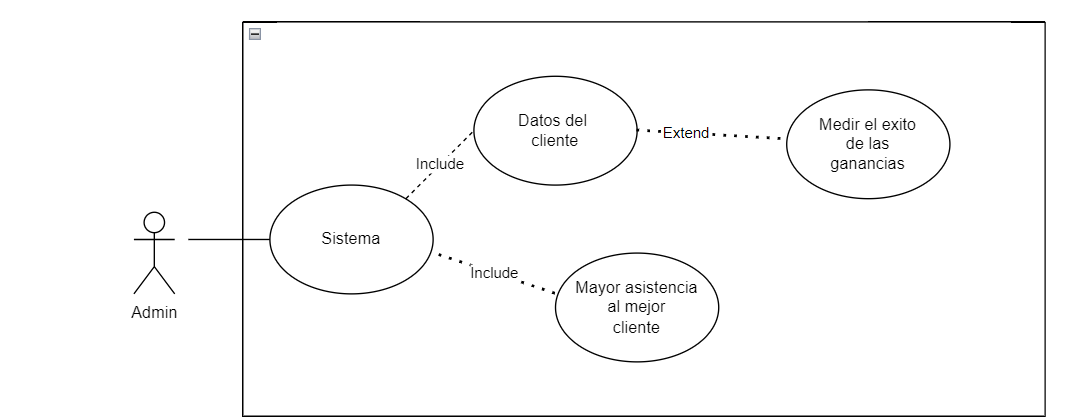 Datos del
cliente
Extend
Medir el exito
de las
ganancias
Include
Sistema
Include
Mayor asistencia
al mejor
cliente
Admin